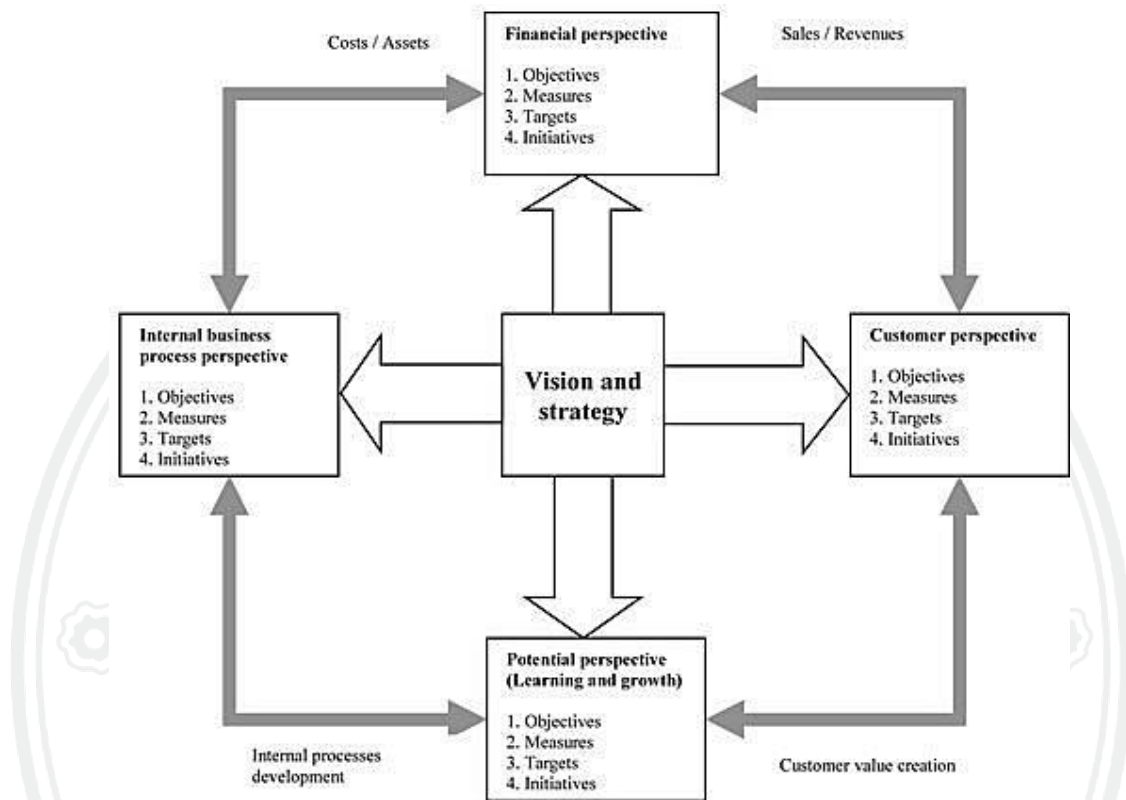 Costs / Assets
Financial perspective
1. Objectives
2. Measures
3. Targets
4. Initiatives
Sales / Revenues
Internal business
process perspective
1. Objectives
2. Measures
3. Targets
4. Initiatives
Vision and
strategy
Customer perspective
1. Objectives
2. Measures
3. Targets
4. Initiatives
Potential perspective
(Learning and growth)
1. Objectives
2. Measures
3. Targets
4. Initiatives
Internal processes
development
Customer value creation